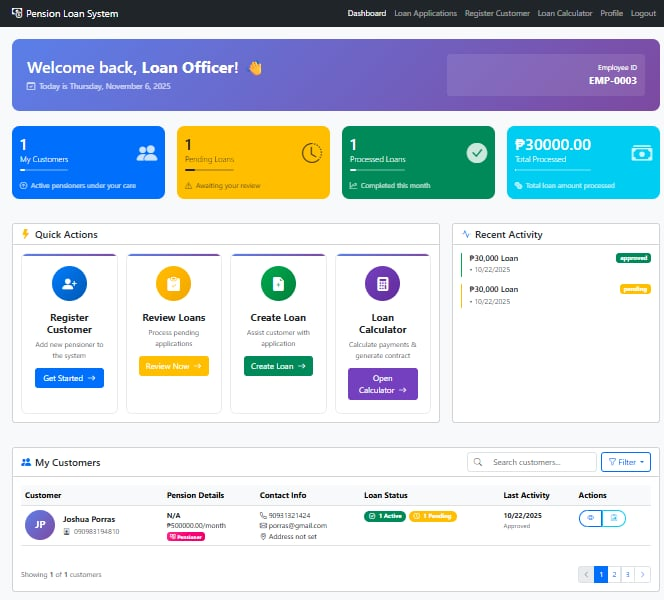 Pension Loan System
Dashboard Loan Applications Register Customer Loan Calculator Profile Logout
Welcome back, Loan Officer! 👋
Today is Thursday, November 6, 2025
Employee ID
EMP-0003
1
My Customers
Active pensioners under your care
1
Pending Loans
Awaiting your review
1
Processed Loans
Completed this month
₱30000.00
Total Processed
Total loan amount processed
Quick Actions
Register
Customer
Add new pensioner to
the system
Get Started →
Review Loans
Process pending
applications
Review Now →
Create Loan
Assist customer with
application
Create Loan →
Loan
Calculator
Calculate payments &
generate contract
Open
Calculator →
Recent Activity
₱30,000 Loan approved
• 10/22/2025
₱30,000 Loan pending
• 10/22/2025
My Customers
Search customers...
Filter
Customer Pension Details Contact Info Loan Status Last Activity Actions
JP
Joshua Porras
090983194810
N/A
₱500000.00/month
Pensioner
90931321424
porras@gmail.com
Address not set
1 Active 1 Pending
10/22/2025
Approved
Showing 1 of 1 customers
‹ 1 2 3 ›